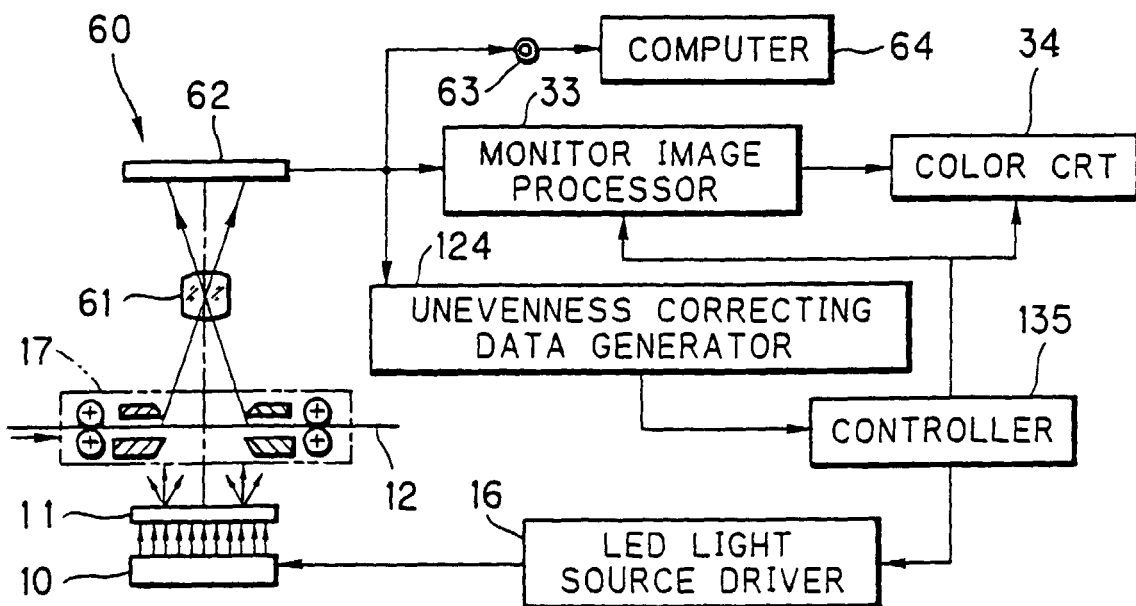 60
COMPUTER
64
63
34
62
33
MONITOR IMAGE
PROCESSOR
COLOR CRT
124
61
UNEVENNESS CORRECTING
DATA GENERATOR
135
17
CONTROLLER
12
11
16
LED LIGHT
SOURCE DRIVER
10